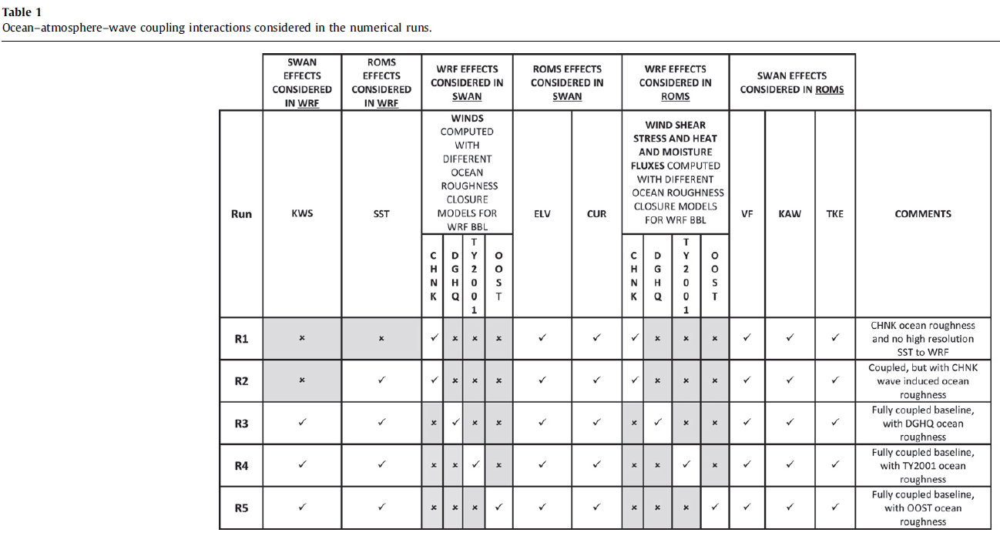 Table 1
Ocean–atmosphere–wave coupling interactions considered in the numerical runs.
SWAN
EFFECTS
CONSIDERED
IN WRF
ROMS
EFFECTS
CONSIDERED
IN WRF
WRF EFFECTS
CONSIDERED IN
SWAN
ROMS EFFECTS
CONSIDERED IN
SWAN
WRF EFFECTS
CONSIDERED IN
ROMS
SWAN EFFECTS
CONSIDERED IN ROMS
Run
KWS
SST
WINDS
COMPUTED
WITH
DIFFERENT
OCEAN
ROUGHNESS
CLOSURE
MODELS FOR
WRF BBL
CHNK
DGHQ
TY2001
OOST
ELV
CUR
WIND SHEAR
STRESS AND HEAT
AND MOISTURE
FLUXES COMPUTED
WITH DIFFERENT
OCEAN ROUGHNESS
CLOSURE MODELS
FOR WRF BBL
CHNK
DGHQ
TY2001
OOST
VF
KAW
TKE
COMMENTS
R1 × × ✓ × × × ✓ ✓ ✓ × × × ✓ ✓ ✓
CHNK ocean roughness
and no high resolution
SST to WRF
R2 × ✓ ✓ × × × ✓ ✓ ✓ × × × ✓ ✓ ✓
Coupled, but with CHNK
wave induced ocean
roughness
R3 ✓ ✓ × ✓ × × ✓ ✓ × ✓ × × ✓ ✓ ✓
Fully coupled baseline,
with DGHQ ocean
roughness
R4 ✓ ✓ × × ✓ × ✓ ✓ × × ✓ × ✓ ✓ ✓
Fully coupled baseline,
with TY2001 ocean
roughness
R5 ✓ ✓ × × × ✓ ✓ ✓ × × × ✓ ✓ ✓ ✓
Fully coupled baseline,
with OOST ocean
roughness